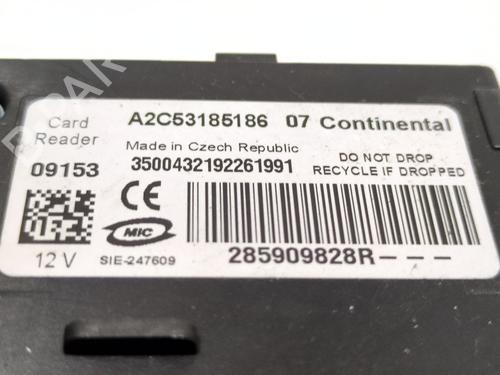 Card
Reader
A2C53185186 07 Continental
Made in Czech Republic
09153
3500432192261991
DO NOT DROP
RECYCLE IF DROPPED
CE
MIC
12 V
SIE-247609
285909828R---